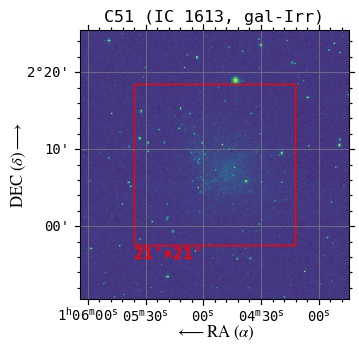 C51 (IC 1613, gal-Irr)
2°20'
10'
00'
DEC (δ) ⟶
21'×21'
1ʰ06ᵐ00ˢ 05ᵐ30ˢ 00ˢ 04ᵐ30ˢ 00ˢ
⟵ RA (α)